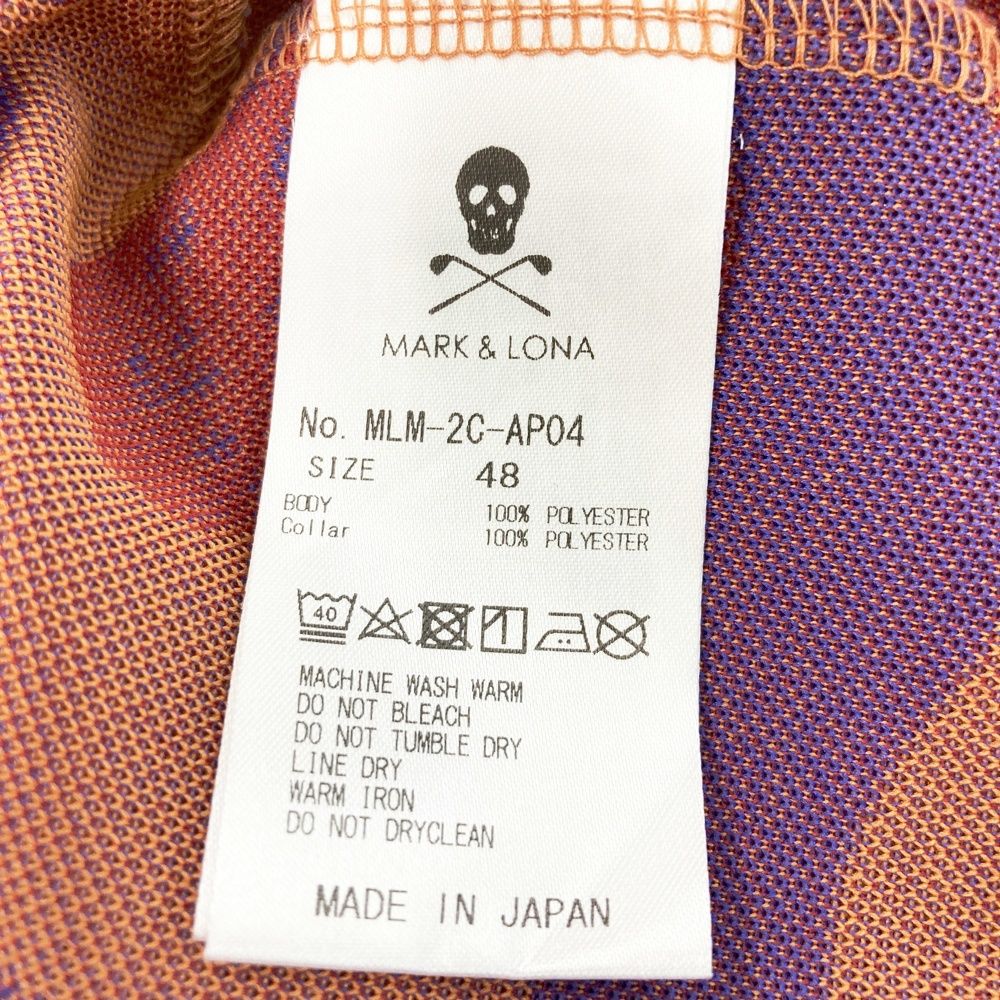 MARK & LONA
No. MLM-2C-AP04
SIZE 48
BODY 100% POLYESTER
Collar 100% POLYESTER
40
MACHINE WASH WARM
DO NOT BLEACH
DO NOT TUMBLE DRY
LINE DRY
WARM IRON
DO NOT DRYCLEAN
MADE IN JAPAN